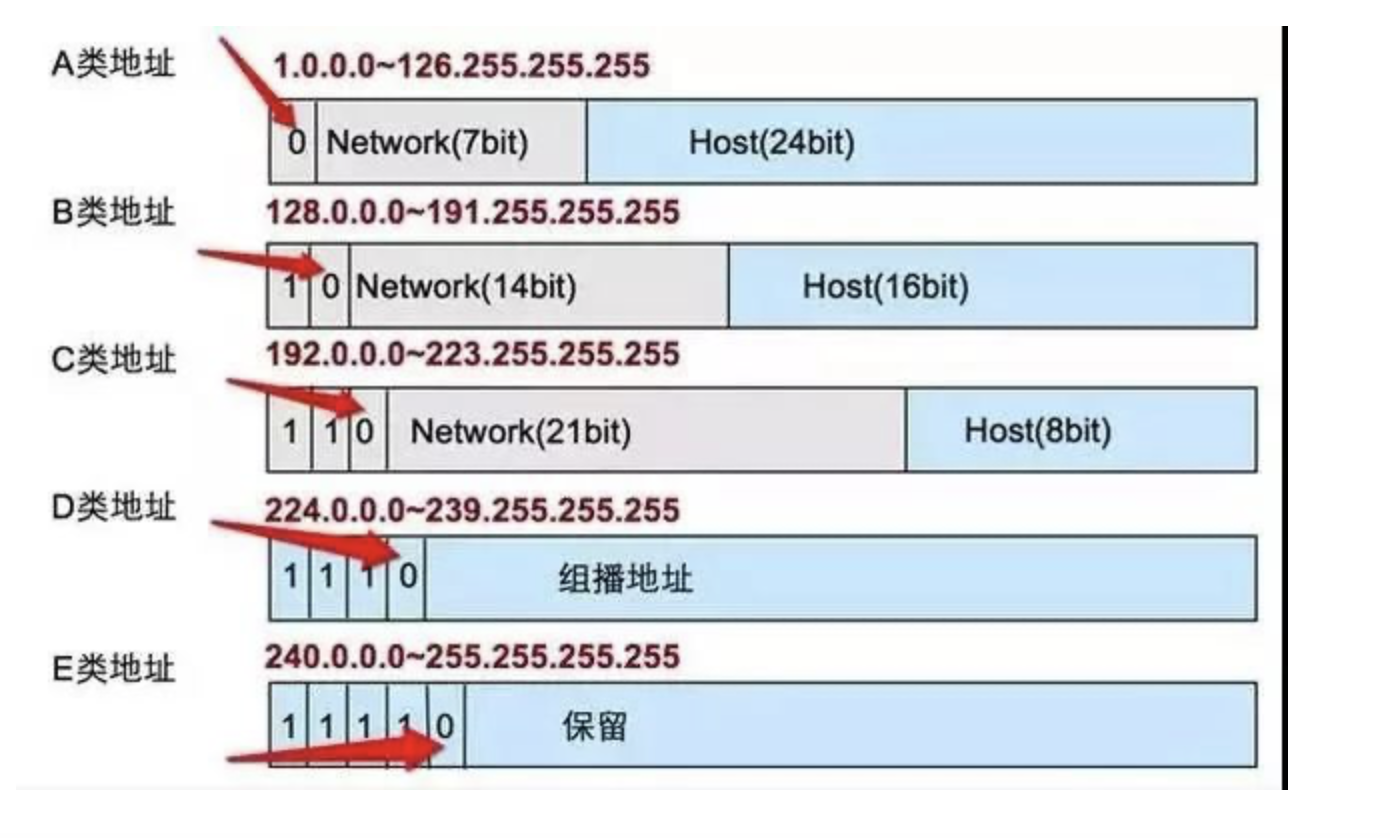 A类地址 1.0.0.0~126.255.255.255
0 Network(7bit) Host(24bit)
B类地址 128.0.0.0~191.255.255.255
1 0 Network(14bit) Host(16bit)
C类地址 192.0.0.0~223.255.255.255
1 1 0 Network(21bit) Host(8bit)
D类地址 224.0.0.0~239.255.255.255
1 1 1 0 组播地址
E类地址 240.0.0.0~255.255.255.255
1 1 1 1 0 保留